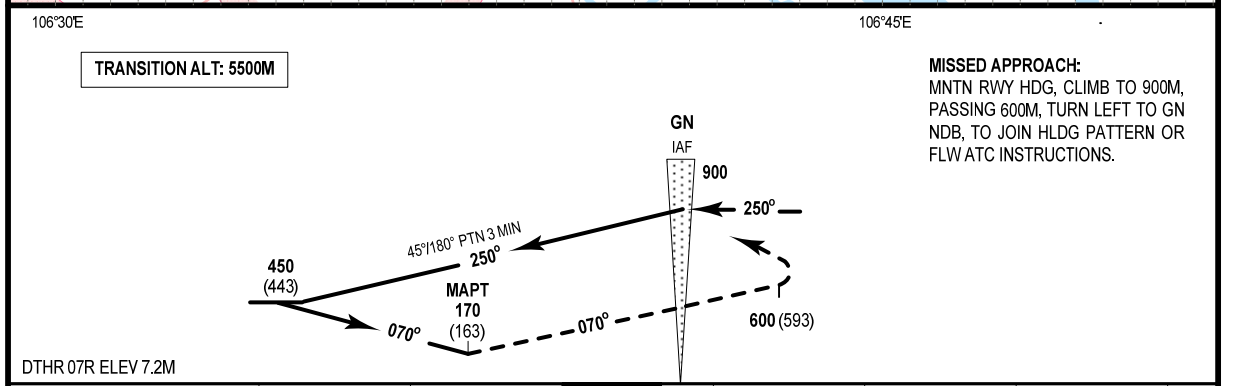 106°30'E
106°45'E
TRANSITION ALT: 5500M
MISSED APPROACH:
MNTN RWY HDG, CLIMB TO 900M,
PASSING 600M, TURN LEFT TO GN
NDB, TO JOIN HLDG PATTERN OR
FLW ATC INSTRUCTIONS.
GN
IAF
900
250°
45°/180° PTN 3 MIN
250°
450
(443)
MAPT
170
(163)
070°
070°
600 (593)
DTHR 07R ELEV 7.2M